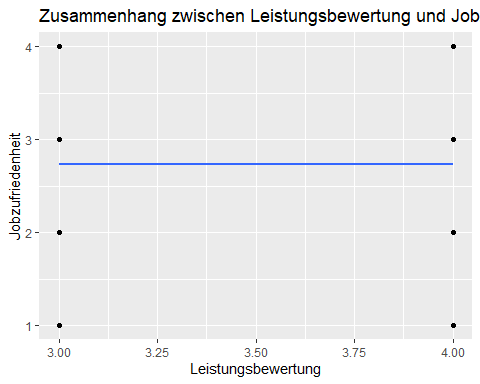 Zusammenhang zwischen Leistungsbewertung und Job
4
3
2
1
Jobzufriedenheit
3.00 3.25 3.50 3.75 4.00
Leistungsbewertung